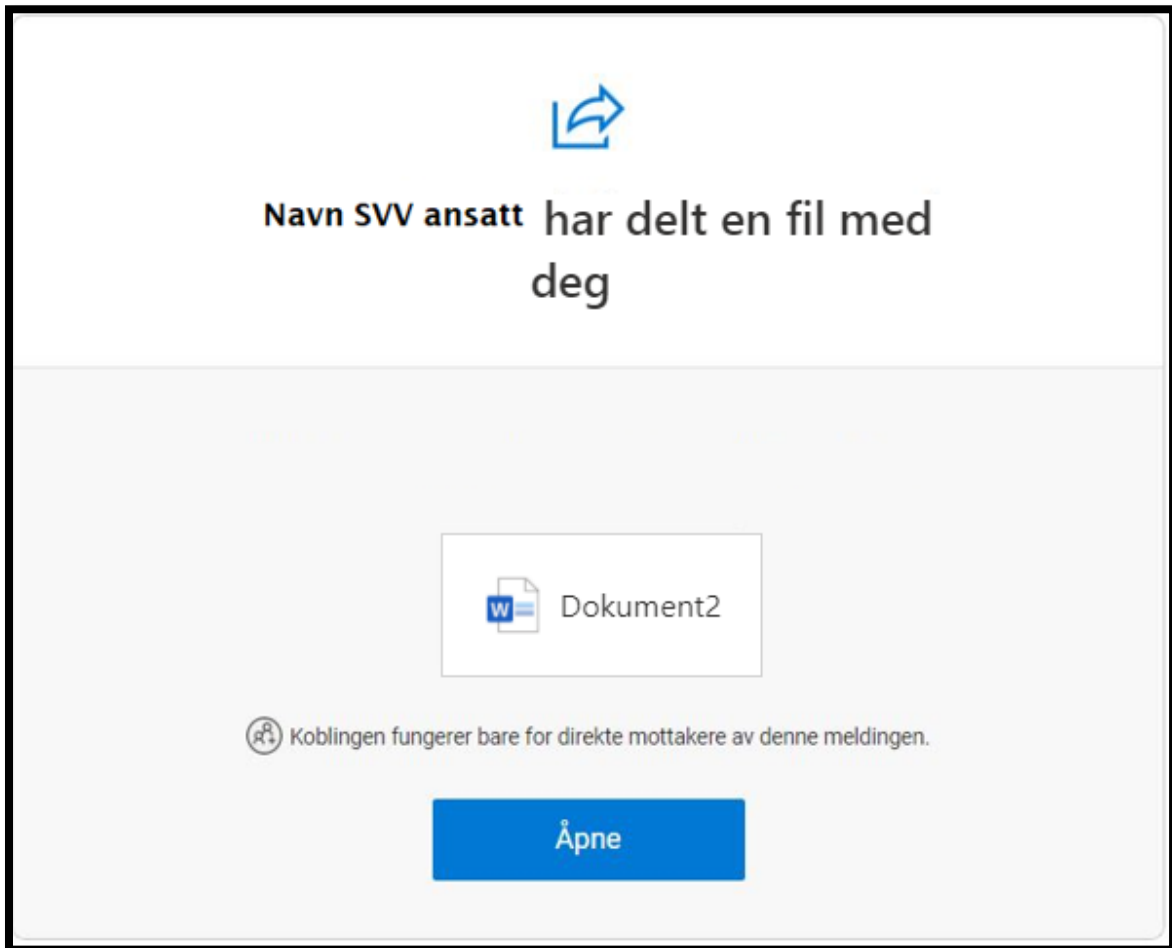 Navn SVV ansatt har delt en fil med
deg
W Dokument2
Koblingen fungerer bare for direkte mottakere av denne meldingen.
Åpne